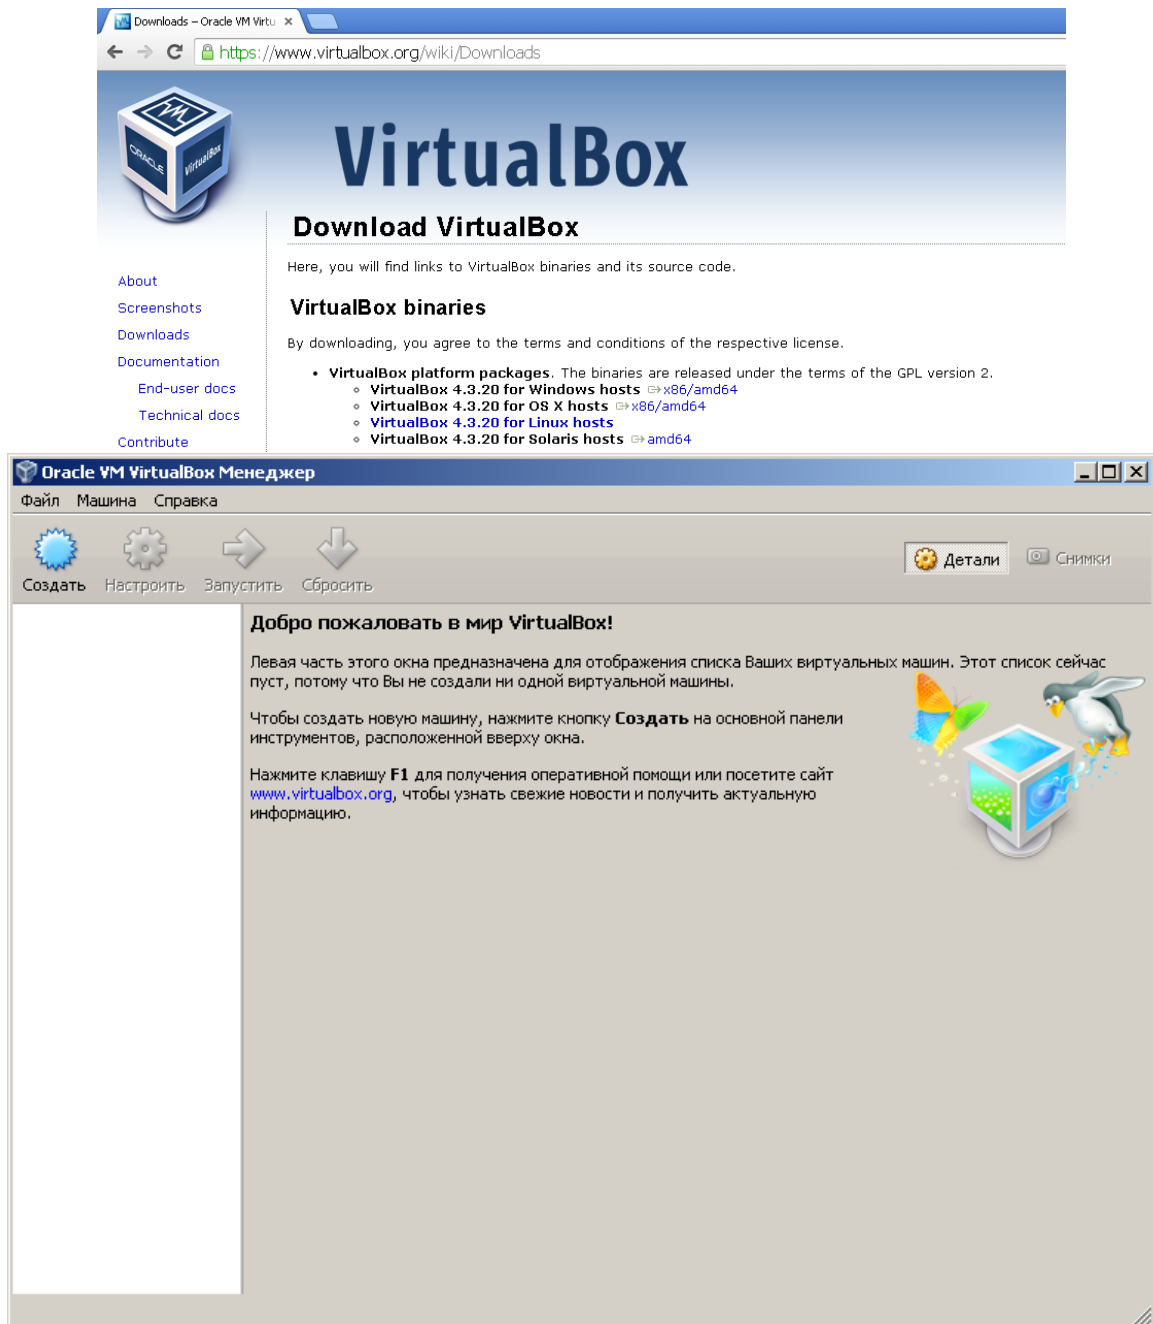 Downloads – Oracle VM Virtu
https://www.virtualbox.org/wiki/Downloads
ORACLE
VirtualBox
VirtualBox
Download VirtualBox
Here, you will find links to VirtualBox binaries and its source code.
About
Screenshots
Downloads
Documentation
End-user docs
Technical docs
Contribute
VirtualBox binaries
By downloading, you agree to the terms and conditions of the respective license.
• VirtualBox platform packages. The binaries are released under the terms of the GPL version 2.
VirtualBox 4.3.20 for Windows hosts x86/amd64
VirtualBox 4.3.20 for OS X hosts x86/amd64
VirtualBox 4.3.20 for Linux hosts
VirtualBox 4.3.20 for Solaris hosts amd64
Oracle VM VirtualBox Менеджер
Файл Машина Справка
Создать Настроить Запустить Сбросить
Детали Снимки
Добро пожаловать в мир VirtualBox!
Левая часть этого окна предназначена для отображения списка Ваших виртуальных машин. Этот список сейчас
пуст, потому что Вы не создали ни одной виртуальной машины.
Чтобы создать новую машину, нажмите кнопку Создать на основной панели
инструментов, расположенной вверху окна.
Нажмите клавишу F1 для получения оперативной помощи или посетите сайт
www.virtualbox.org, чтобы узнать свежие новости и получить актуальную
информацию.